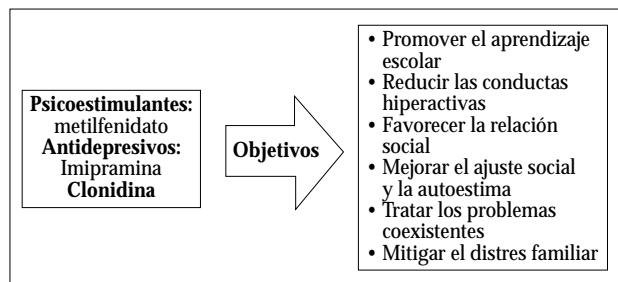 Psicoestimulantes:
metilfenidato
Antidepresivos:
Imipramina
Clonidina
Objetivos
• Promover el aprendizaje
escolar
• Reducir las conductas
hiperactivas
• Favorecer la relación
social
• Mejorar el ajuste social
y la autoestima
• Tratar los problemas
coexistentes
• Mitigar el distres familiar